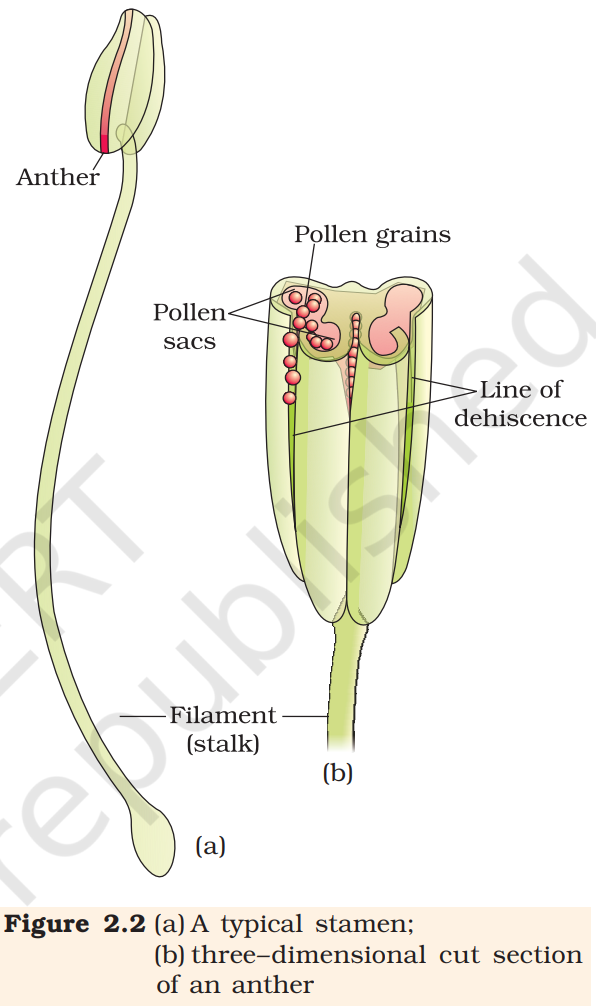 Anther
Pollen grains
Pollen
sacs
Line of
dehiscence
Filament
(stalk)
(b)
(a)
Figure 2.2 (a) A typical stamen;
(b) three–dimensional cut section
of an anther
republished